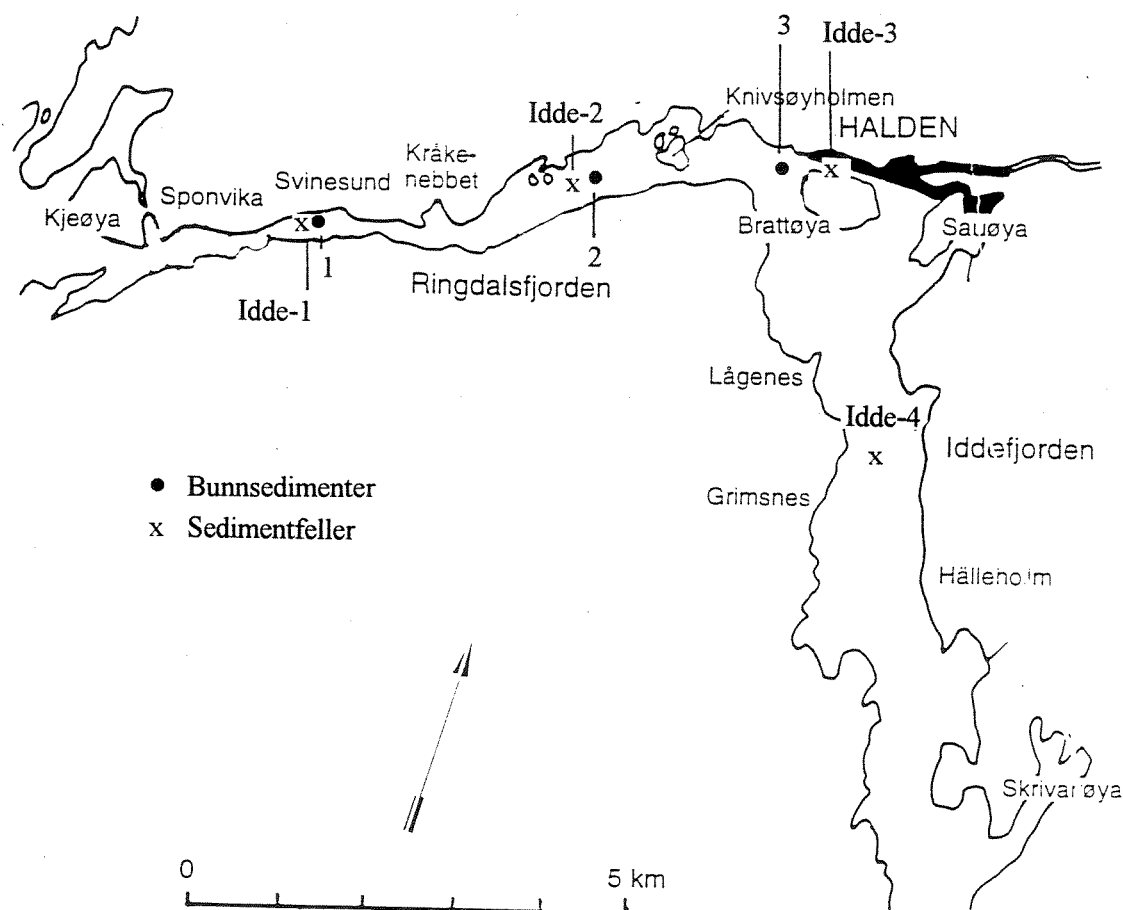 3
Idde-3
Knivsøyholmen
Idde-2
HALDEN
Kråke-
nebbet
Svinesund
Sponvika
Kjeøya
Brattøya
Sauøya
1
2
Ringdalsfjorden
Idde-1
Lågenes
Idde-4
Iddefjorden
Bunnsedimenter
Grimsnes
x Sedimentfeller
Hälleholm
Skrivarøya
0
5 km